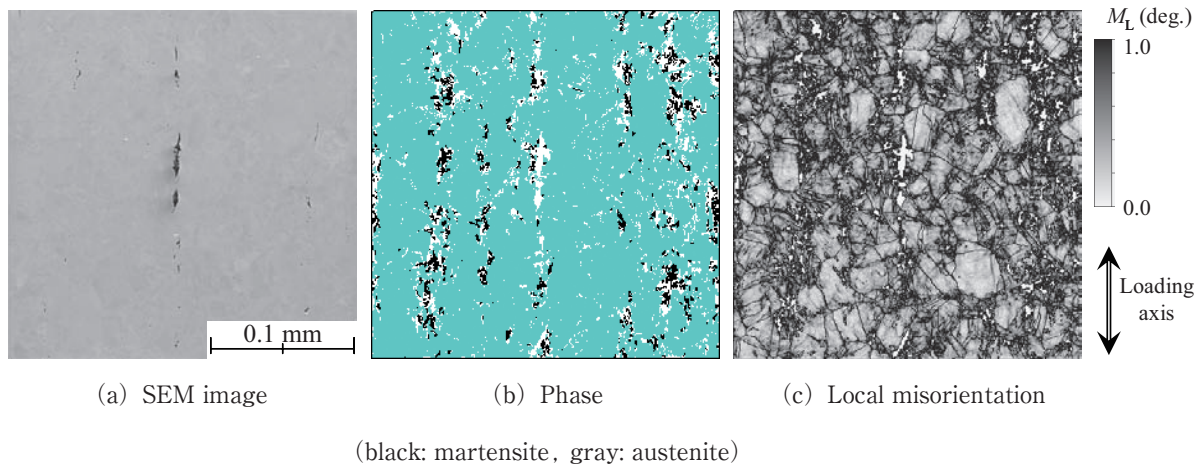 M_L (deg.)
1.0
0.0
Loading
axis
0.1 mm
(a) SEM image
(b) Phase
(c) Local misorientation
(black: martensite, gray: austenite)